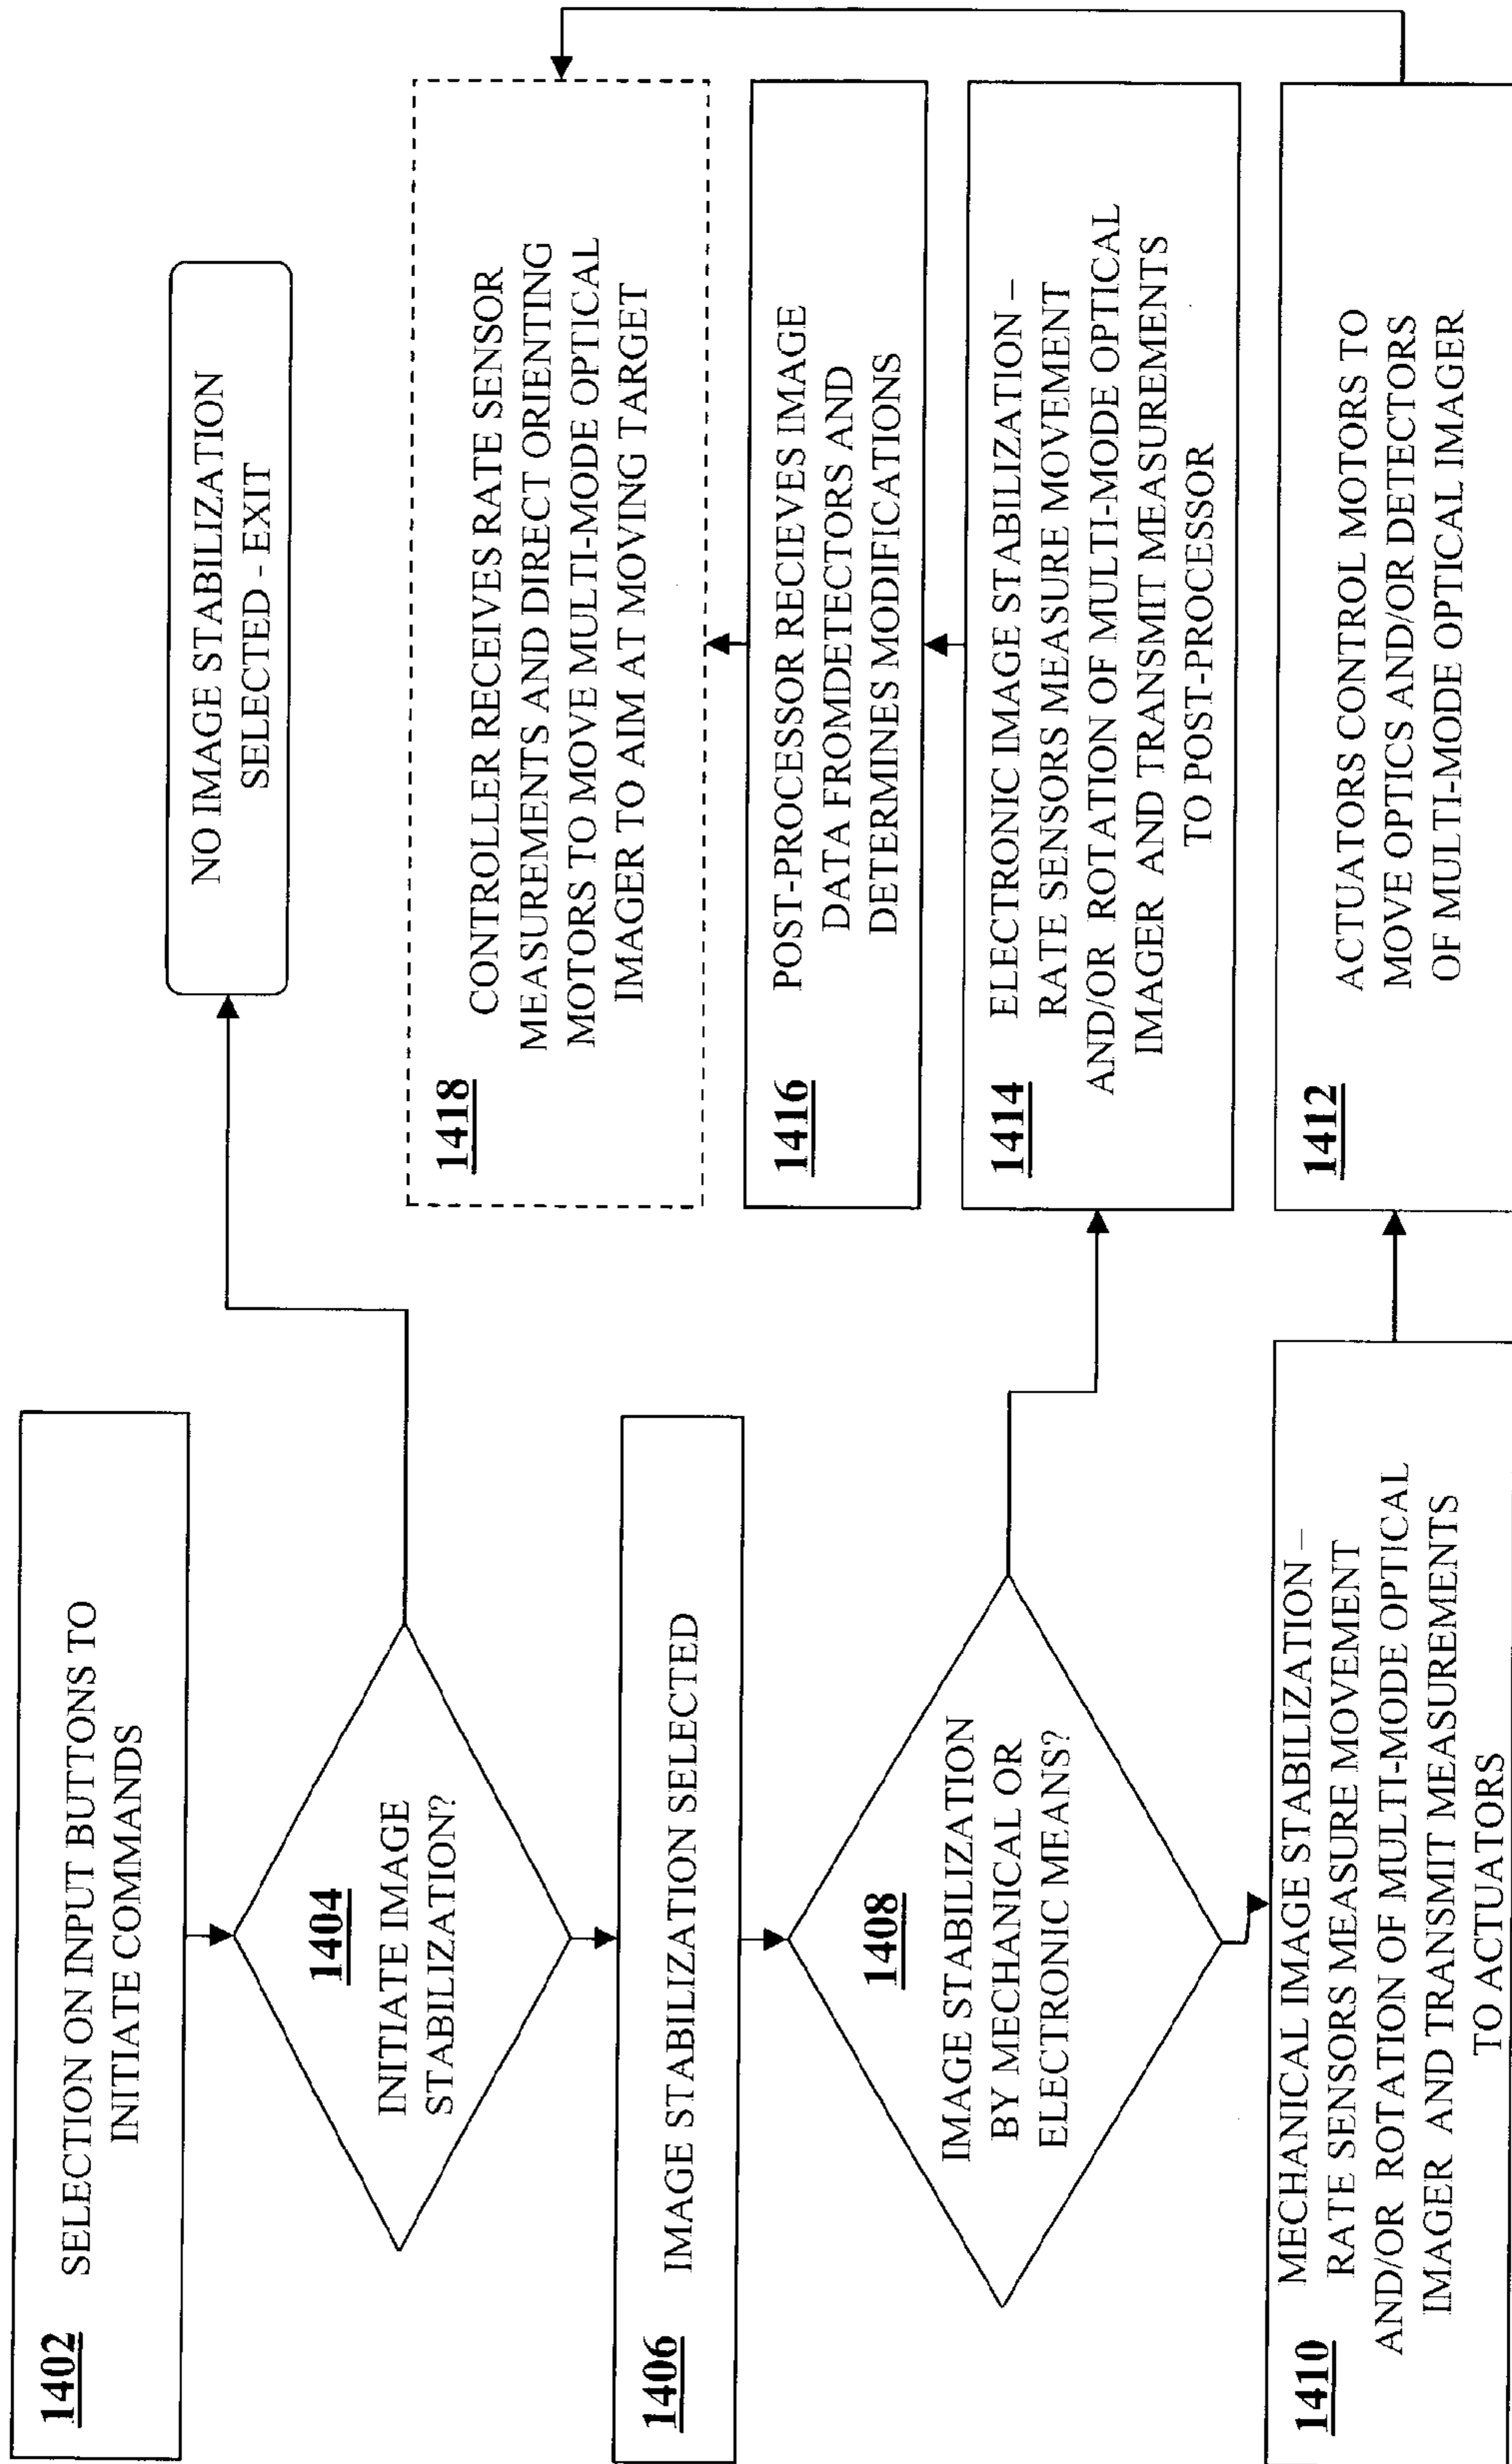 1402
SELECTION ON INPUT BUTTONS TO
INITIATE COMMANDS
1404
INITIATE IMAGE
STABILIZATION?
NO IMAGE STABILIZATION
SELECTED - EXIT
1406
IMAGE STABILIZATION SELECTED
1408
IMAGE STABILIZATION
BY MECHANICAL OR
ELECTRONIC MEANS?
1410
MECHANICAL IMAGE STABILIZATION –
RATE SENSORS MEASURE MOVEMENT
AND/OR ROTATION OF MULTI-MODE OPTICAL
IMAGER AND TRANSMIT MEASUREMENTS
TO ACTUATORS
1412
ACTUATORS CONTROL MOTORS TO
MOVE OPTICS AND/OR DETECTORS
OF MULTI-MODE OPTICAL IMAGER
1414
ELECTRONIC IMAGE STABILIZATION –
RATE SENSORS MEASURE MOVEMENT
AND/OR ROTATION OF MULTI-MODE OPTICAL
IMAGER AND TRANSMIT MEASUREMENTS
TO POST-PROCESSOR
1416
POST-PROCESSOR RECIEVES IMAGE
DATA FROMDETECTORS AND
DETERMINES MODIFICATIONS
1418
CONTROLLER RECEIVES RATE SENSOR
MEASUREMENTS AND DIRECT ORIENTING
MOTORS TO MOVE MULTI-MODE OPTICAL
IMAGER TO AIM AT MOVING TARGET